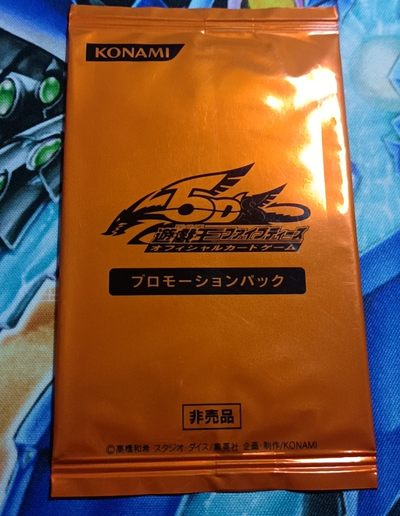 KONAMI
5D's
遊戯王ファイブディーズ
オフィシャルカードゲーム
プロモーションパック
非売品
©高橋和希 スタジオ・ダイス/集英社 企画・制作/KONAMI